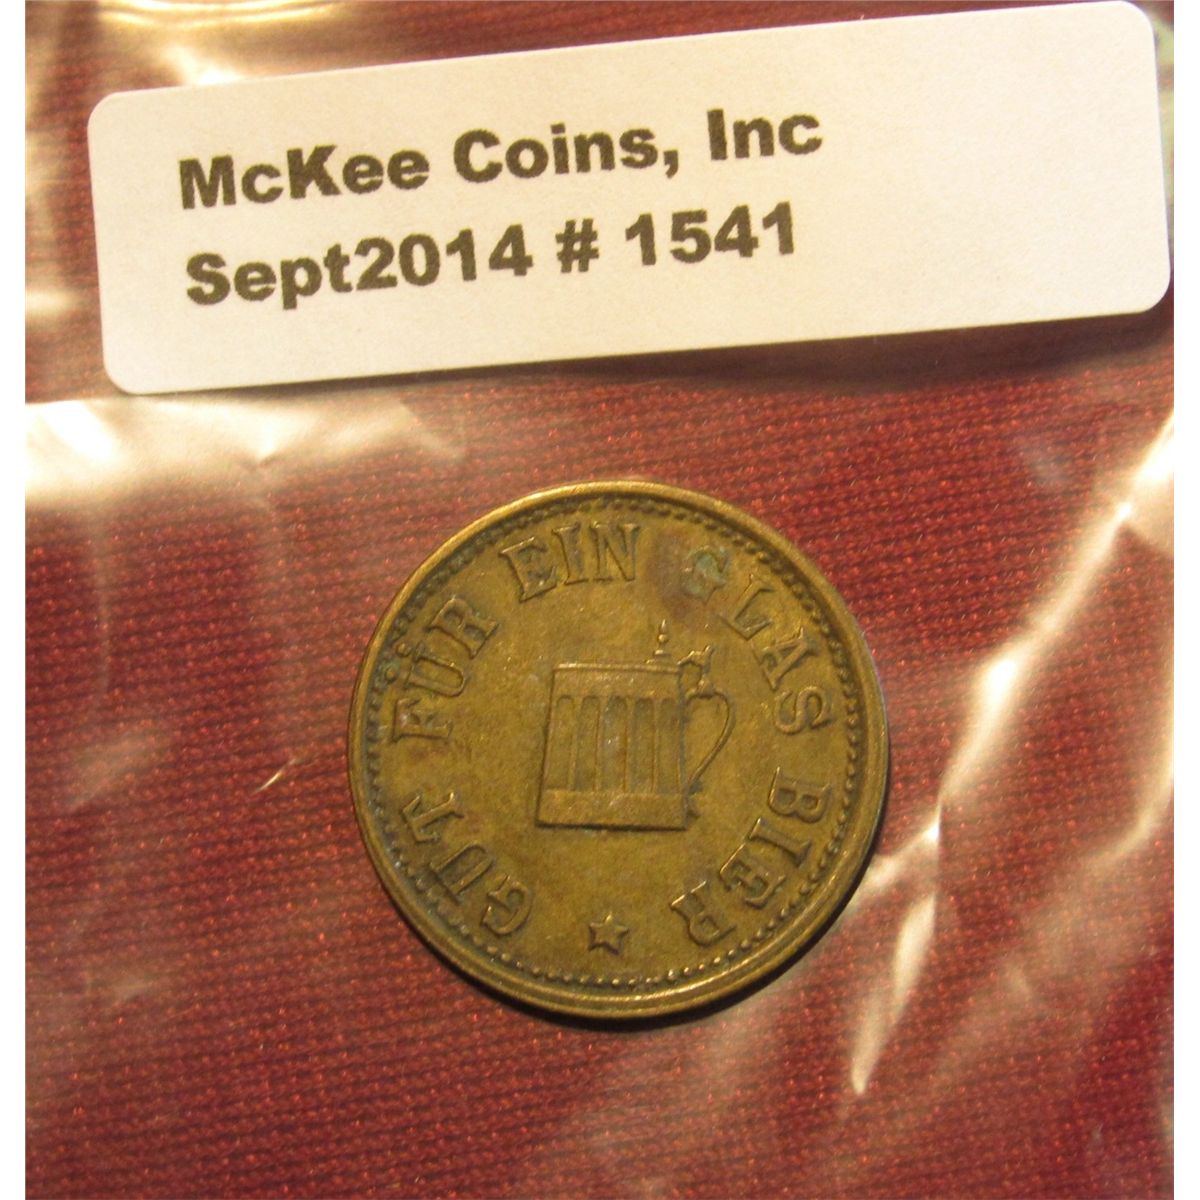 McKee Coins, Inc
Sept2014 # 1541
GUT FÜR EIN GLAS BIER